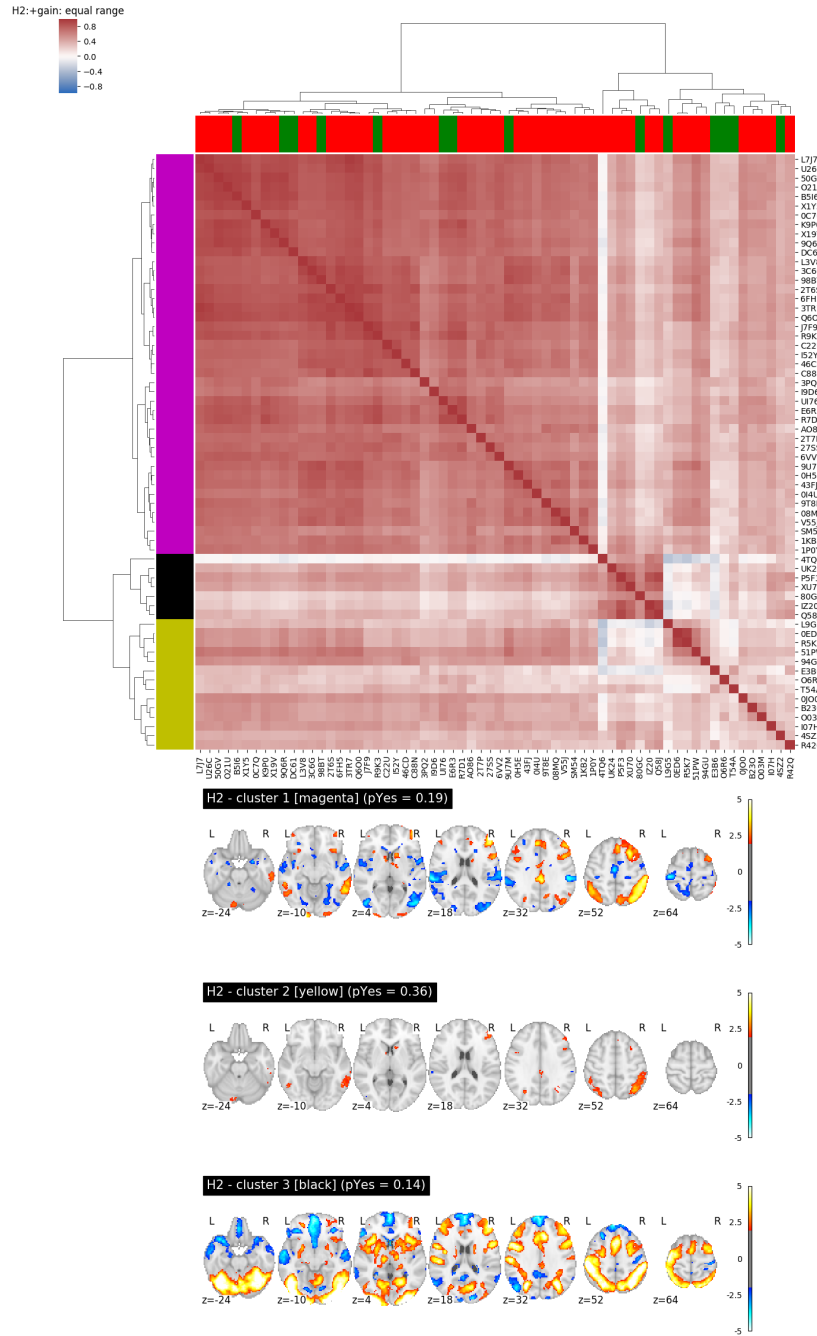 H2:+gain: equal range
0.8
0.4
0.0
−0.4
−0.8
L7J7
U26
50G
O21
B5I6
X1Y
0C7
K9P
X19
9Q6
DC6
L3V
3C6
98B
2T6
6FH
3TR
Q6O
J7F9
R9K
C22
I52Y
46C
C88
3PQ
I9D6
UI76
E6R
R7D
AO8
2T7
27S
6VV
9U7
0H5
43FJ
0I4U
9T8
08M
V55
SM5
1KB
1P0
4TQ
UK2
P5F
XU7
80G
IZ2
Q58
L9G
0ED
R5K
51P
94G
E3B
O6R
T54
0JO
B23
O03
I07H
4SZ
R42
L7J7 U26C 50GV O21U B5I6 X1Y5 0C7Q K9P0 X19V 9Q6R DC61 L3V8 3C6G 98BT 2T6S 6FH5 3TR7 Q6O0 J7F9 R9K3 C22U I52Y 46CD C88N 3PQ2 I9D6 UI76 E6R3 R7D1 AO86 2T7P 27SS 6VV2 9U7M 0H5E 43FJ 0I4U 9T8E 08MQ V55J SM54 1KB2 1P0Y 4TQ6 UK24 P5F3 XU70 80GC IZ2O Q58J L9G5 0ED6 R5K7 51PW 94GU E3B6 O6R6 T54A 0JO0 B23O O03M I07H 4SZ2 R42Q
H2 - cluster 1 [magenta] (pYes = 0.19)
L R L R L R L R L R L R L R
z=-24 z=-10 z=4 z=18 z=32 z=52 z=64
5
2.5
0
-2.5
-5
H2 - cluster 2 [yellow] (pYes = 0.36)
L R L R L R L R L R L R L R
z=-24 z=-10 z=4 z=18 z=32 z=52 z=64
5
2.5
0
-2.5
-5
H2 - cluster 3 [black] (pYes = 0.14)
L R L R L R L R L R L R L R
z=-24 z=-10 z=4 z=18 z=32 z=52 z=64
5
2.5
0
-2.5
-5